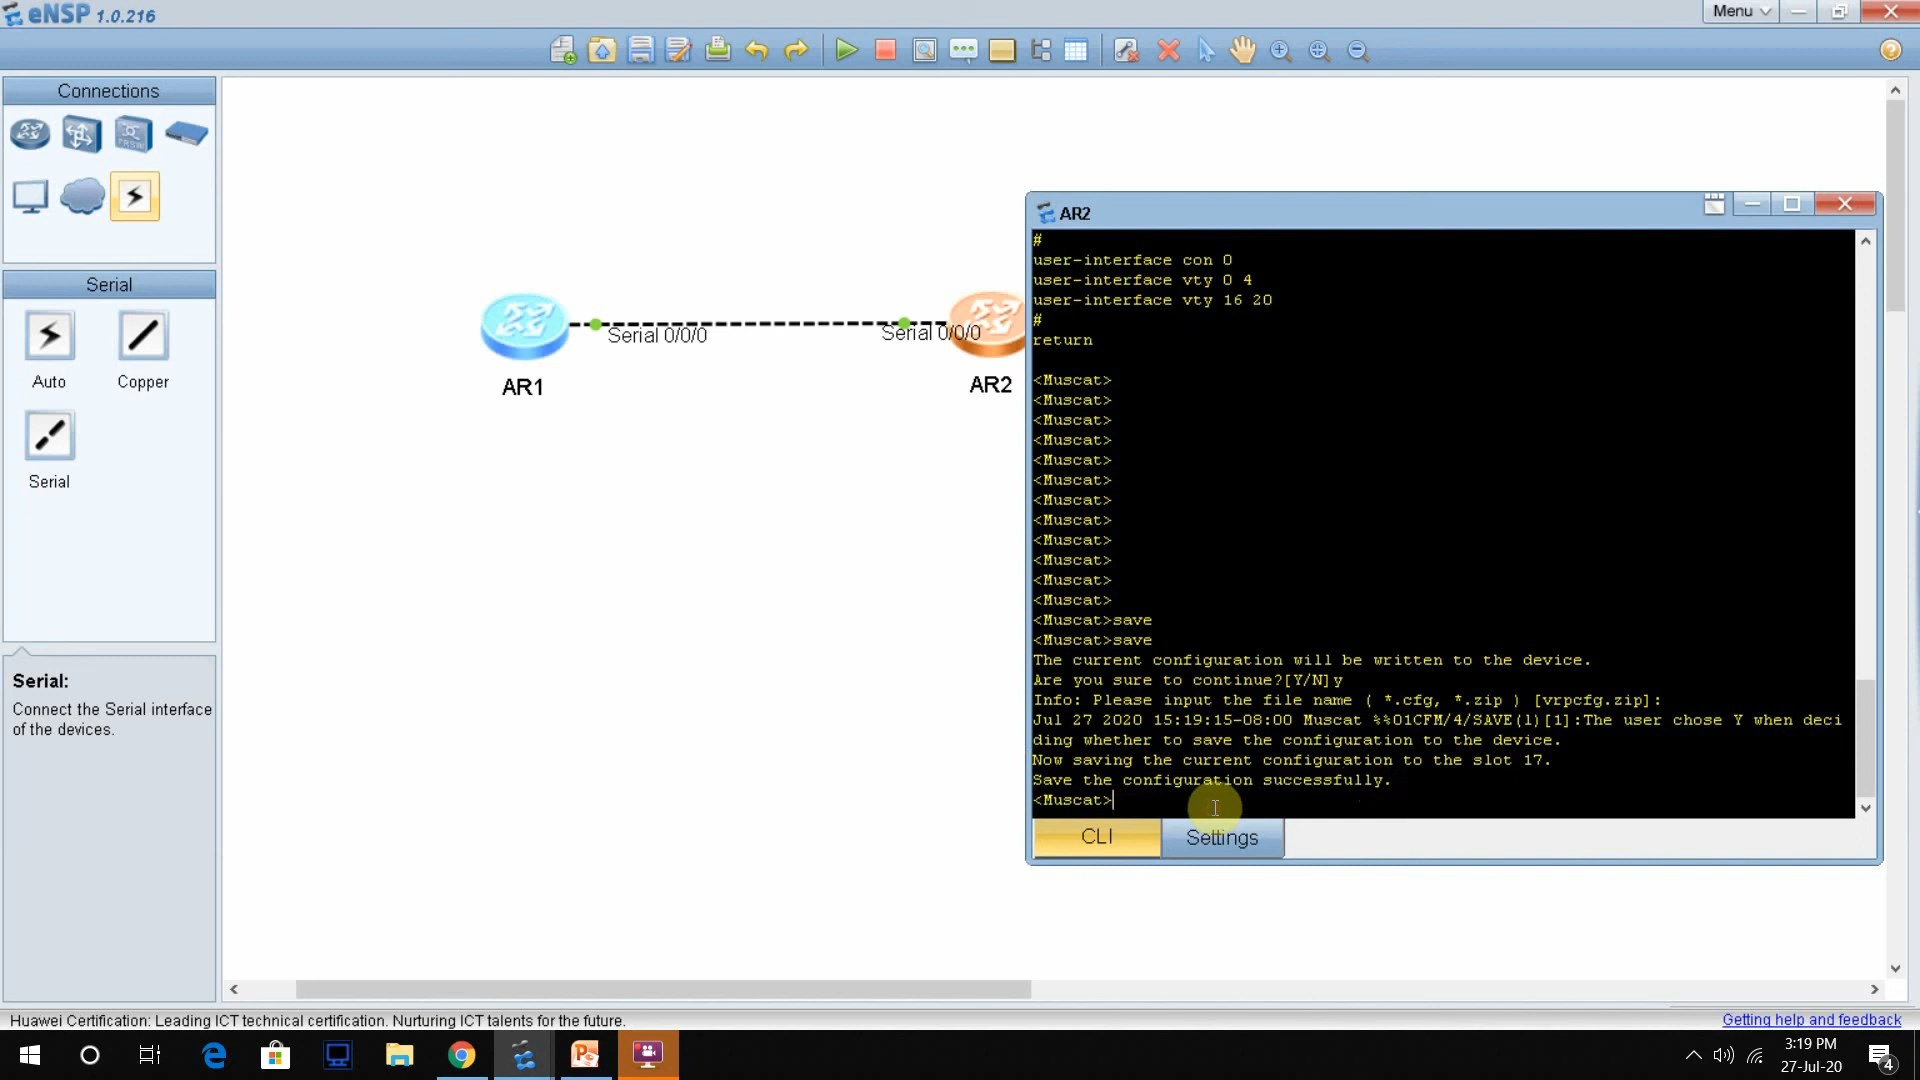 eNSP 1.0.216
Menu
Connections
Serial
Auto
Copper
Serial
Serial:
Connect the Serial interface
of the devices.
Serial 0/0/0
Serial 0/0/0
AR1
AR2
AR2
#
user-interface con 0
user-interface vty 0 4
user-interface vty 16 20
#
return
<Muscat>
<Muscat>
<Muscat>
<Muscat>
<Muscat>
<Muscat>
<Muscat>
<Muscat>
<Muscat>
<Muscat>
<Muscat>
<Muscat>
<Muscat>save
<Muscat>save
The current configuration will be written to the device.
Are you sure to continue?[Y/N]y
Info: Please input the file name ( *.cfg, *.zip ) [vrpcfg.zip]:
Jul 27 2020 15:19:15-08:00 Muscat %%01CFM/4/SAVE(l)[1]:The user chose Y when deci
ding whether to save the configuration to the device.
Now saving the current configuration to the slot 17.
Save the configuration successfully.
<Muscat>
CLI
Settings
Huawei Certification: Leading ICT technical certification. Nurturing ICT talents for the future.
Getting help and feedback
3:19 PM
27-Jul-20
4